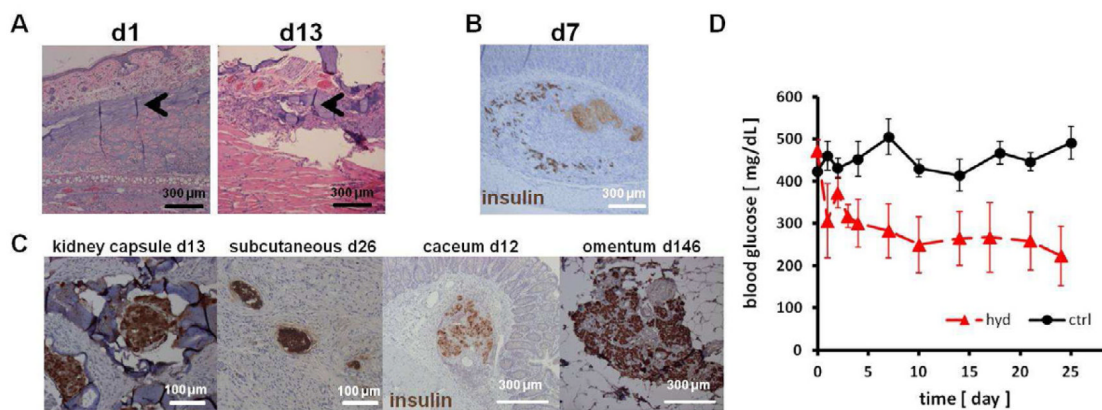 A
d1
d13
300 µm
300 µm
B
d7
insulin
300 µm
C
kidney capsule d13
subcutaneous d26
caceum d12
omentum d146
100 µm
100 µm
insulin
300 µm
300 µm
D
blood glucose [ mg/dL ]
600
500
400
300
200
100
0
hyd
ctrl
0 5 10 15 20 25
time [ day ]